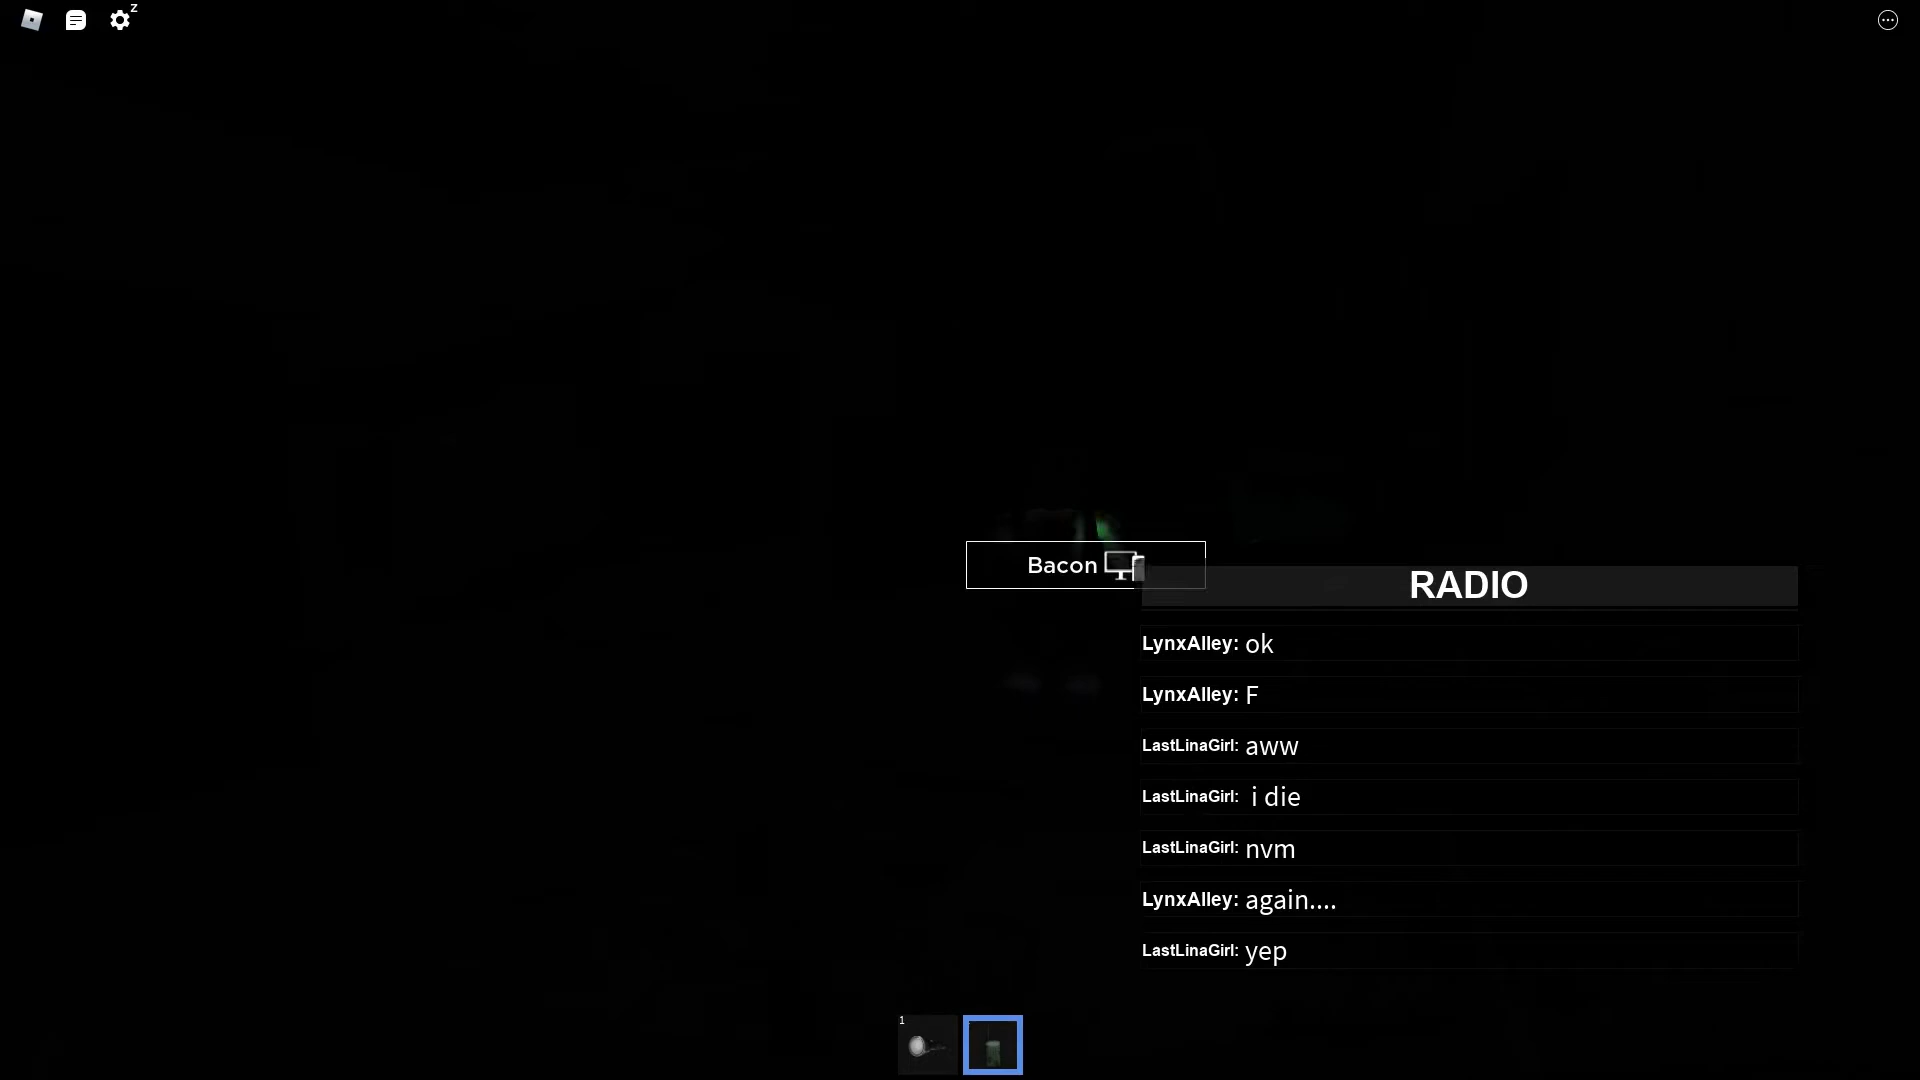 Z
Bacon
RADIO
LynxAlley: ok
LynxAlley: F
LastLinaGirl: aww
LastLinaGirl: i die
LastLinaGirl: nvm
LynxAlley: again....
LastLinaGirl: yep
1